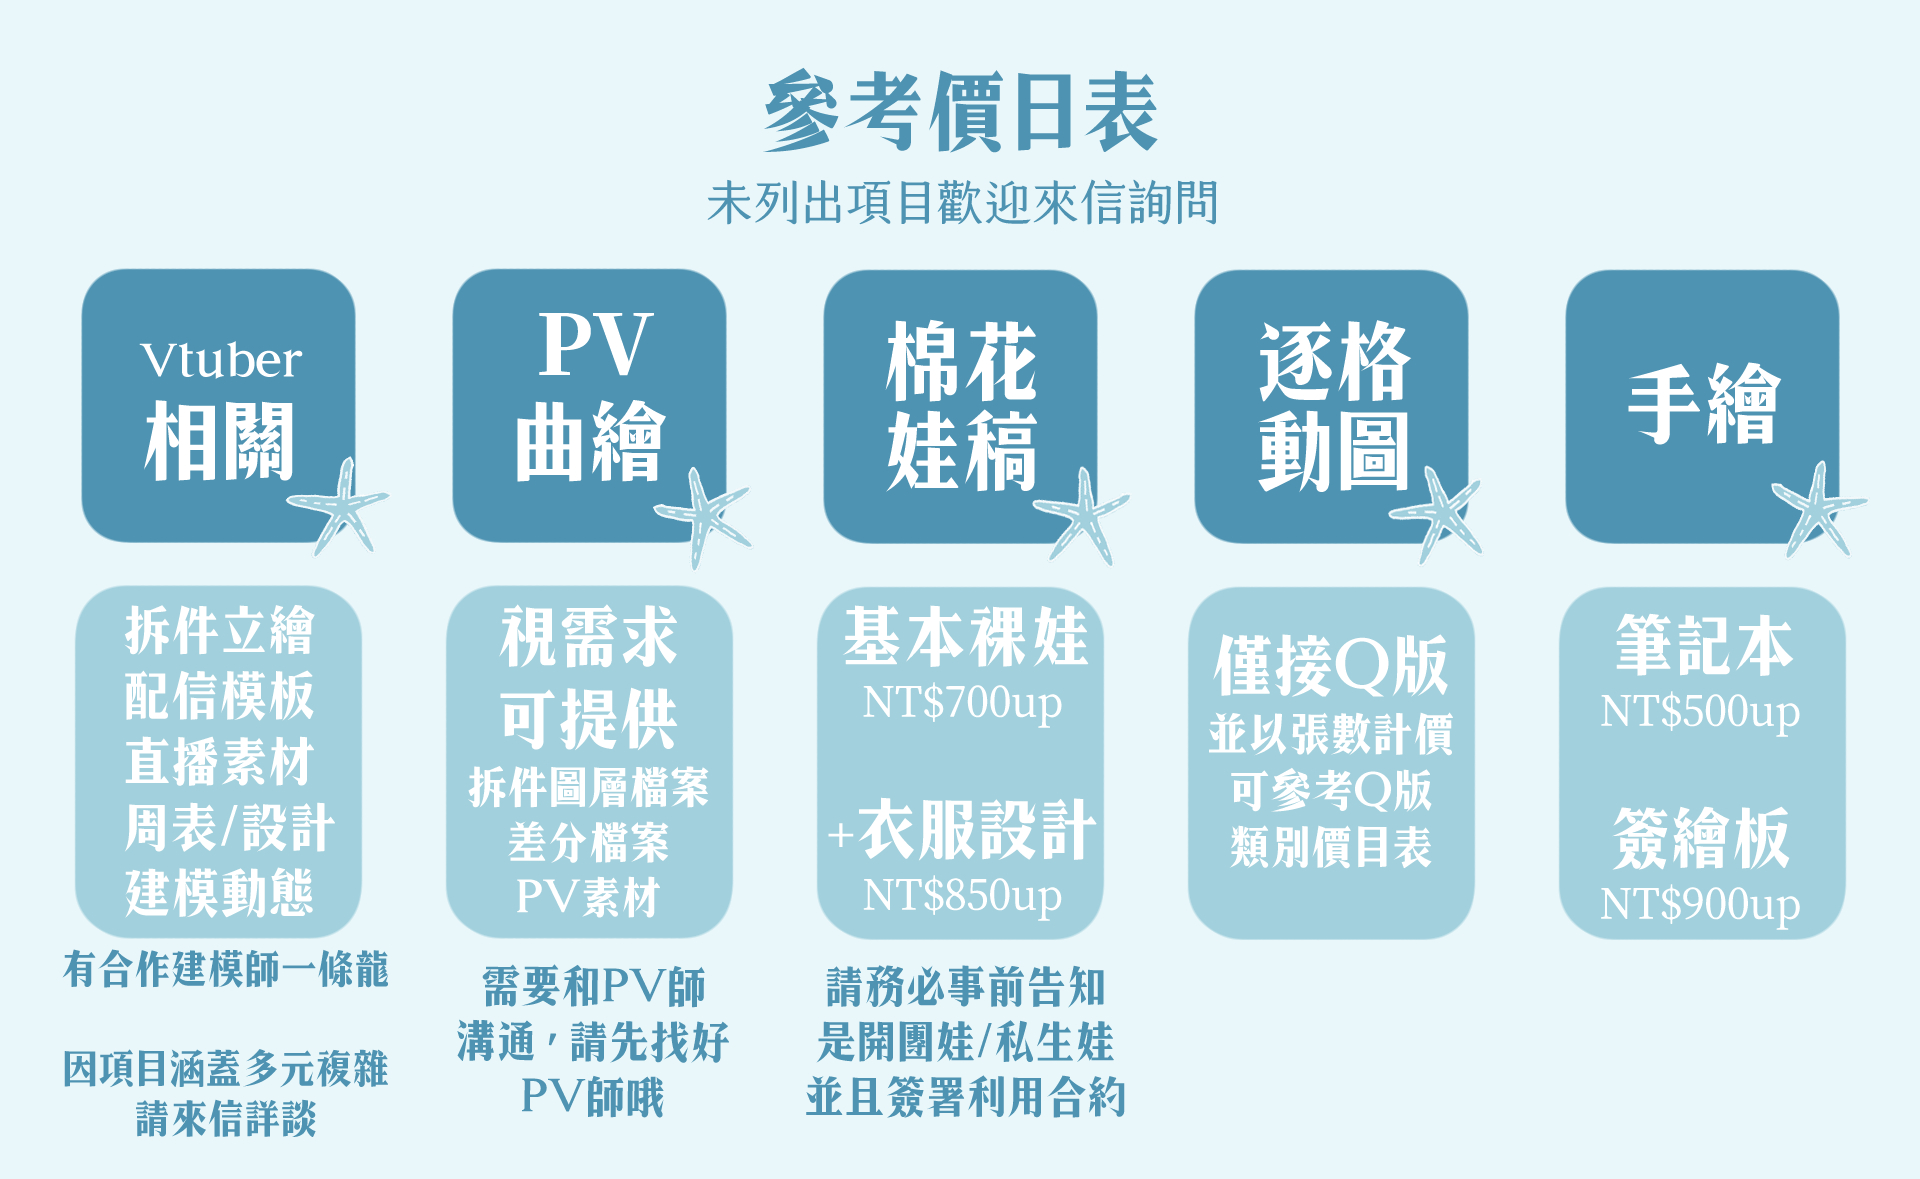 參考價日表
未列出項目歡迎來信詢問
Vtuber
相關
拆件立繪
配信模板
直播素材
周表/設計
建模動態
有合作建模師一條龍
因項目涵蓋多元複雜
請來信詳談
PV
曲繪
視需求
可提供
拆件圖層檔案
差分檔案
PV素材
需要和PV師
溝通，請先找好
PV師哦
棉花
娃稿
基本裸娃
NT$700up
+衣服設計
NT$850up
請務必事前告知
是開團娃/私生娃
並且簽署利用合約
逐格
動圖
僅接Q版
並以張數計價
可參考Q版
類別價目表
手繪
筆記本
NT$500up
簽繪板
NT$900up